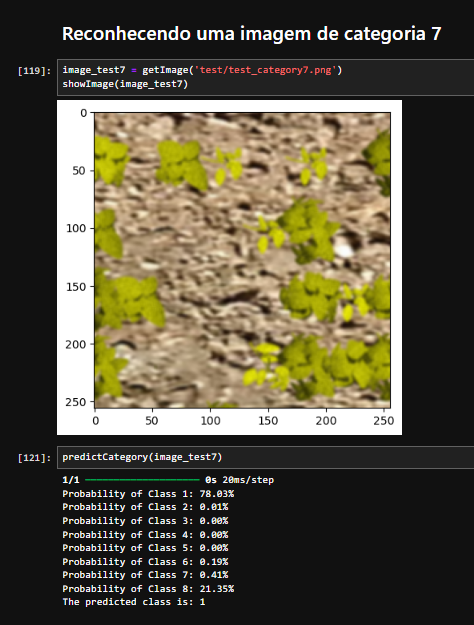 Reconhecendo uma imagem de categoria 7
[119]: image_test7 = getImage('test/test_category7.png')
showImage(image_test7)
0
50
100
150
200
250
0 50 100 150 200 250
[121]: predictCategory(image_test7)
1/1 ━━━━━━━━━━━━━━━━━━━━ 0s 20ms/step
Probability of Class 1: 78.03%
Probability of Class 2: 0.01%
Probability of Class 3: 0.00%
Probability of Class 4: 0.00%
Probability of Class 5: 0.00%
Probability of Class 6: 0.19%
Probability of Class 7: 0.41%
Probability of Class 8: 21.35%
The predicted class is: 1